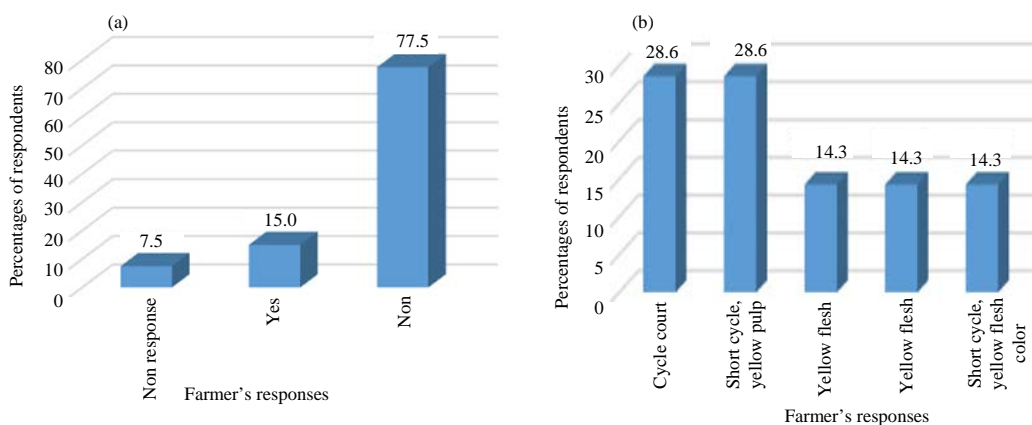 (a)
Percentages of respondents
80
70
60
50
40
30
20
10
0
7.5
15.0
77.5
Non response
Yes
Non
Farmer's responses
(b)
Percentages of respondents
30
25
20
15
10
5
0
28.6
28.6
14.3
14.3
14.3
Cycle court
Short cycle,
yellow pulp
Yellow flesh
Yellow flesh
Short cycle,
yellow flesh
color
Farmer's responses